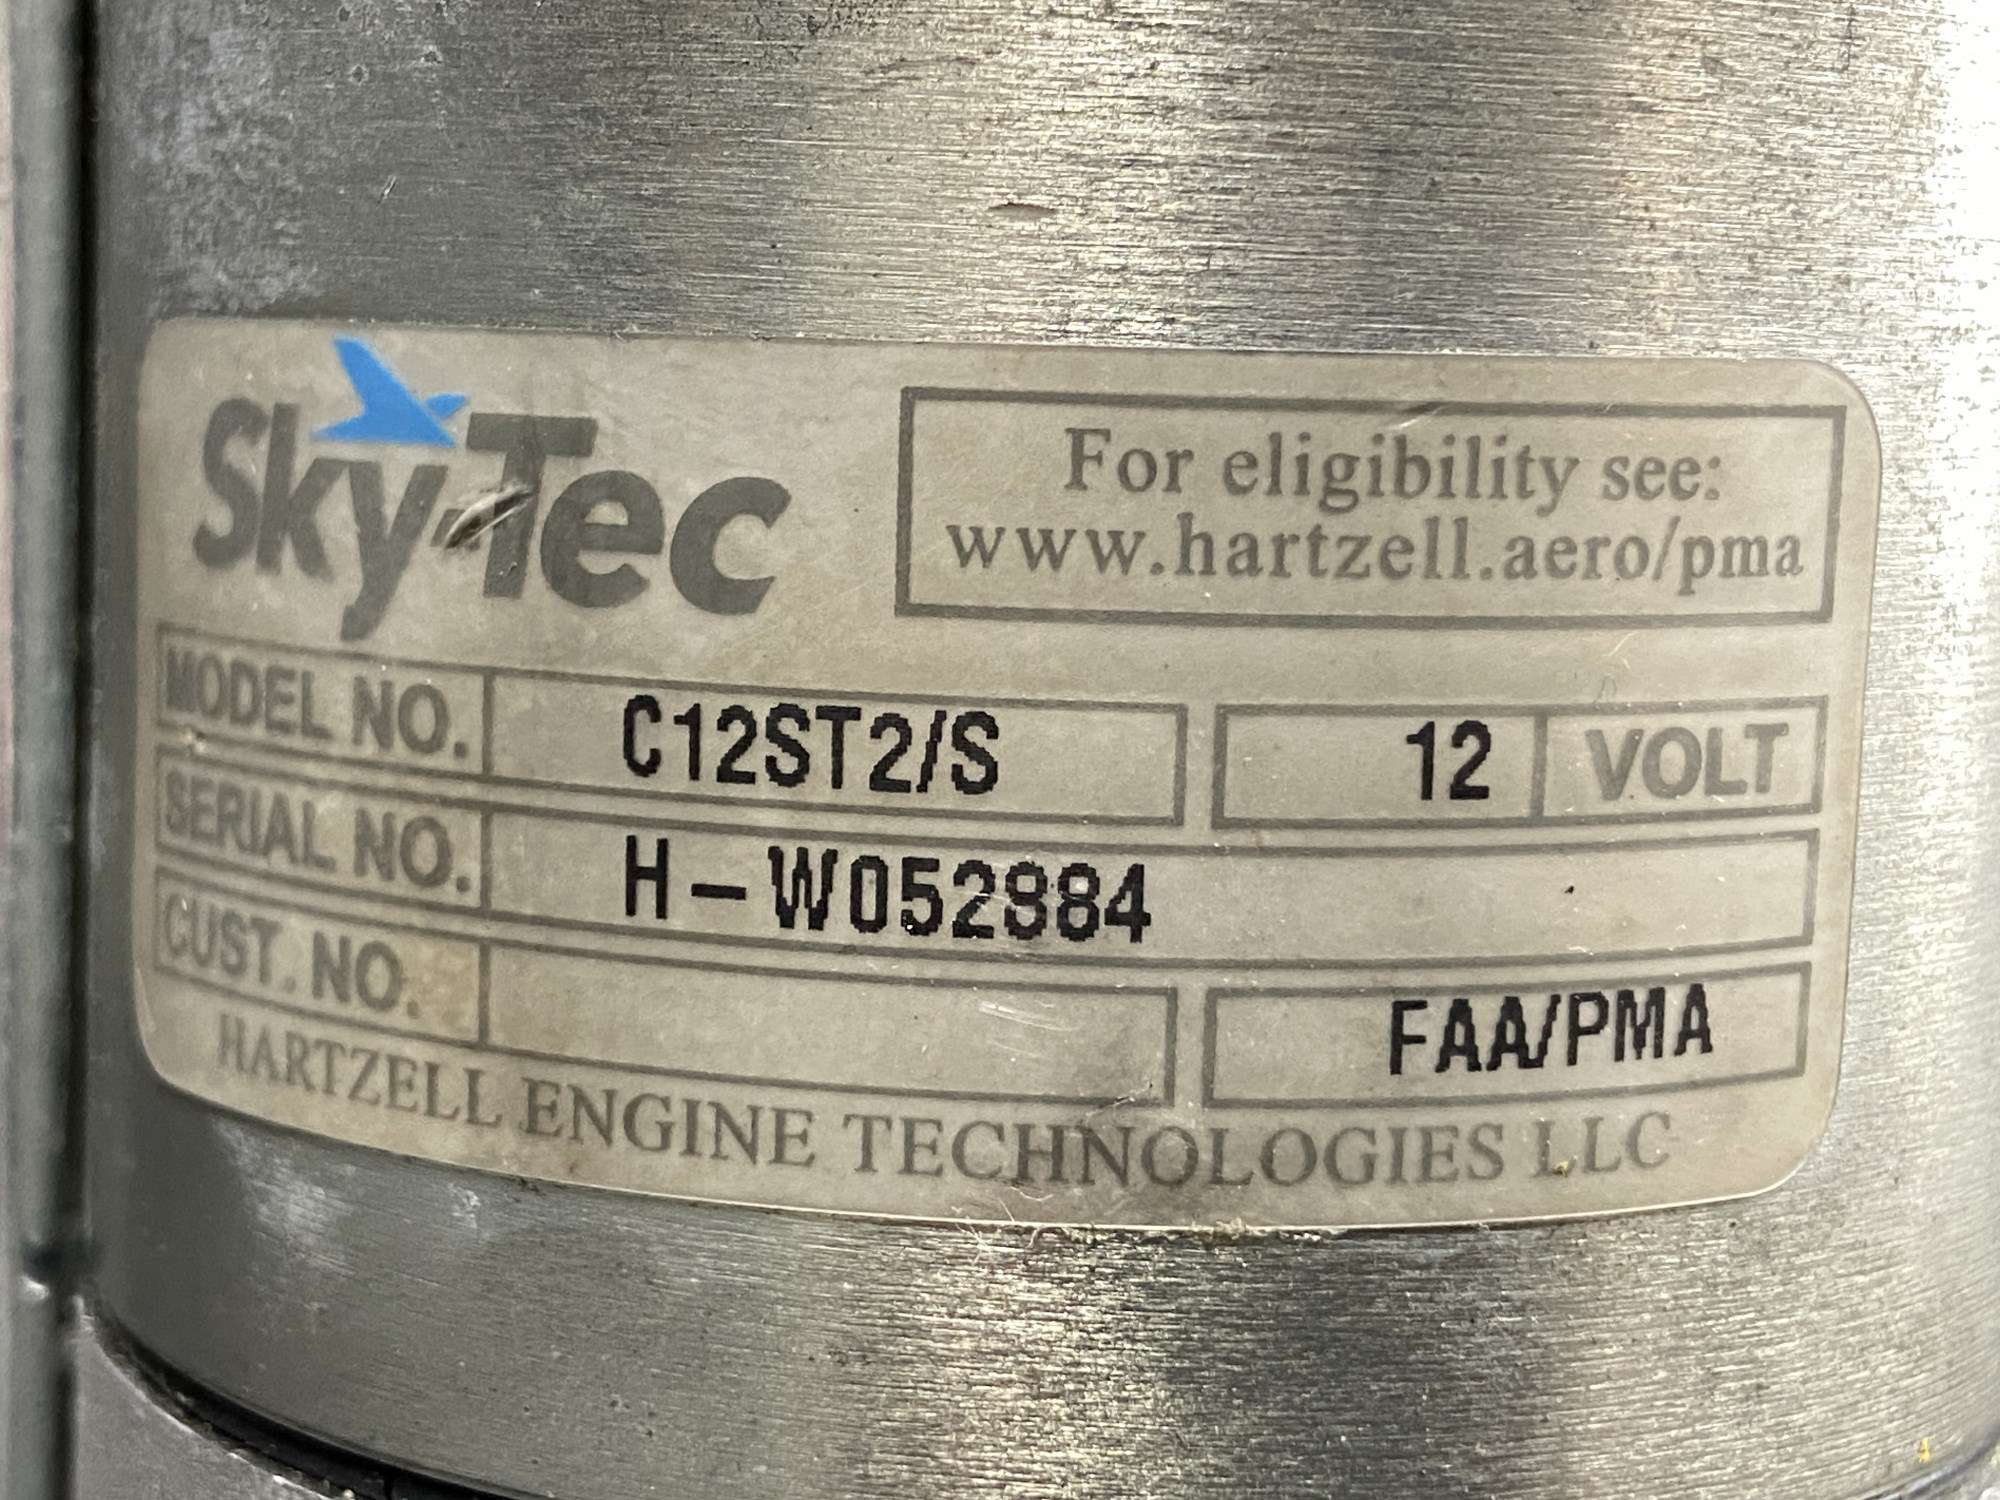 Sky-Tec
For eligibility see:
www.hartzell.aero/pma
MODEL NO. C12ST2/S 12 VOLT
SERIAL NO. H-W052884
CUST. NO. FAA/PMA
HARTZELL ENGINE TECHNOLOGIES LLC